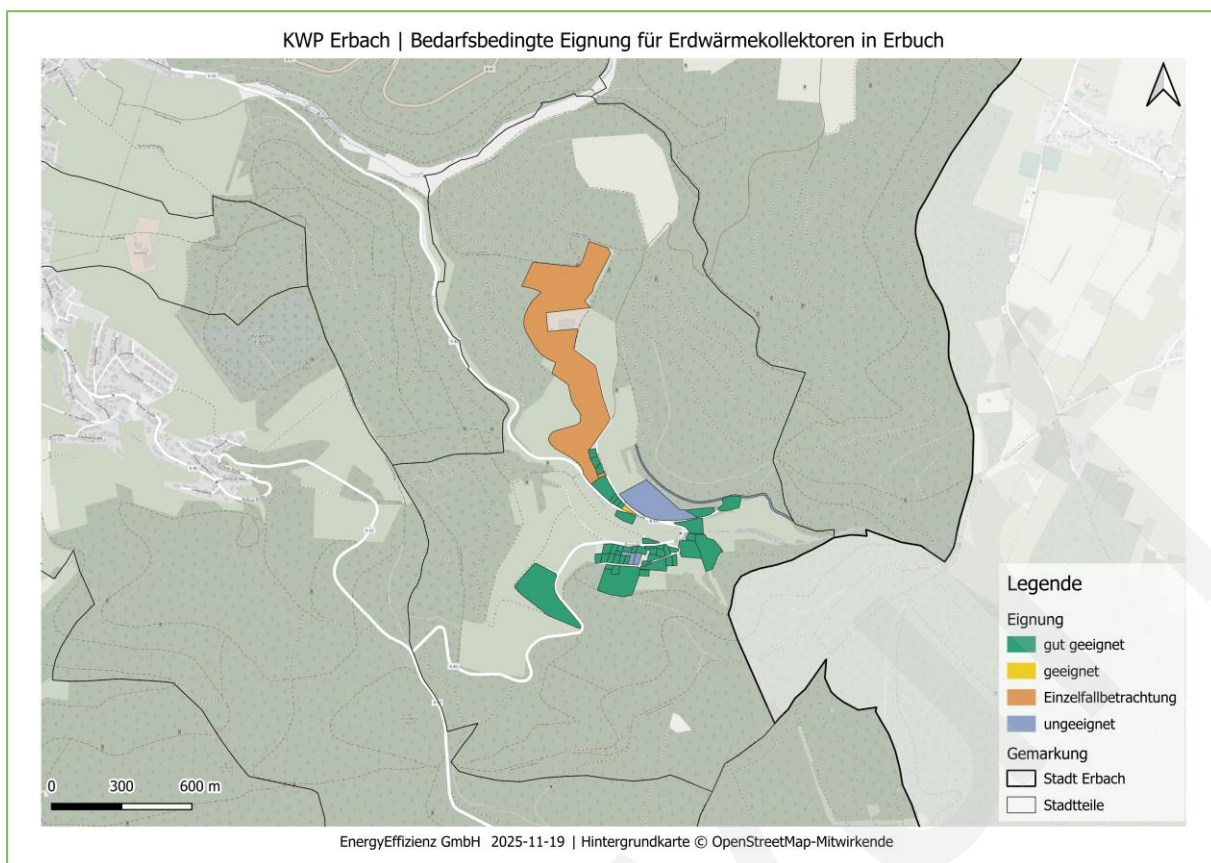 KWP Erbach | Bedarfsbedingte Eignung für Erdwärmekollektoren in Erbuch
Legende
Eignung
gut geeignet
geeignet
Einzelfallbetrachtung
ungeeignet
Gemarkung
Stadt Erbach
Stadtteile
0 300 600 m
EnergyEffizienz GmbH 2025-11-19 | Hintergrundkarte © OpenStreetMap-Mitwirkende